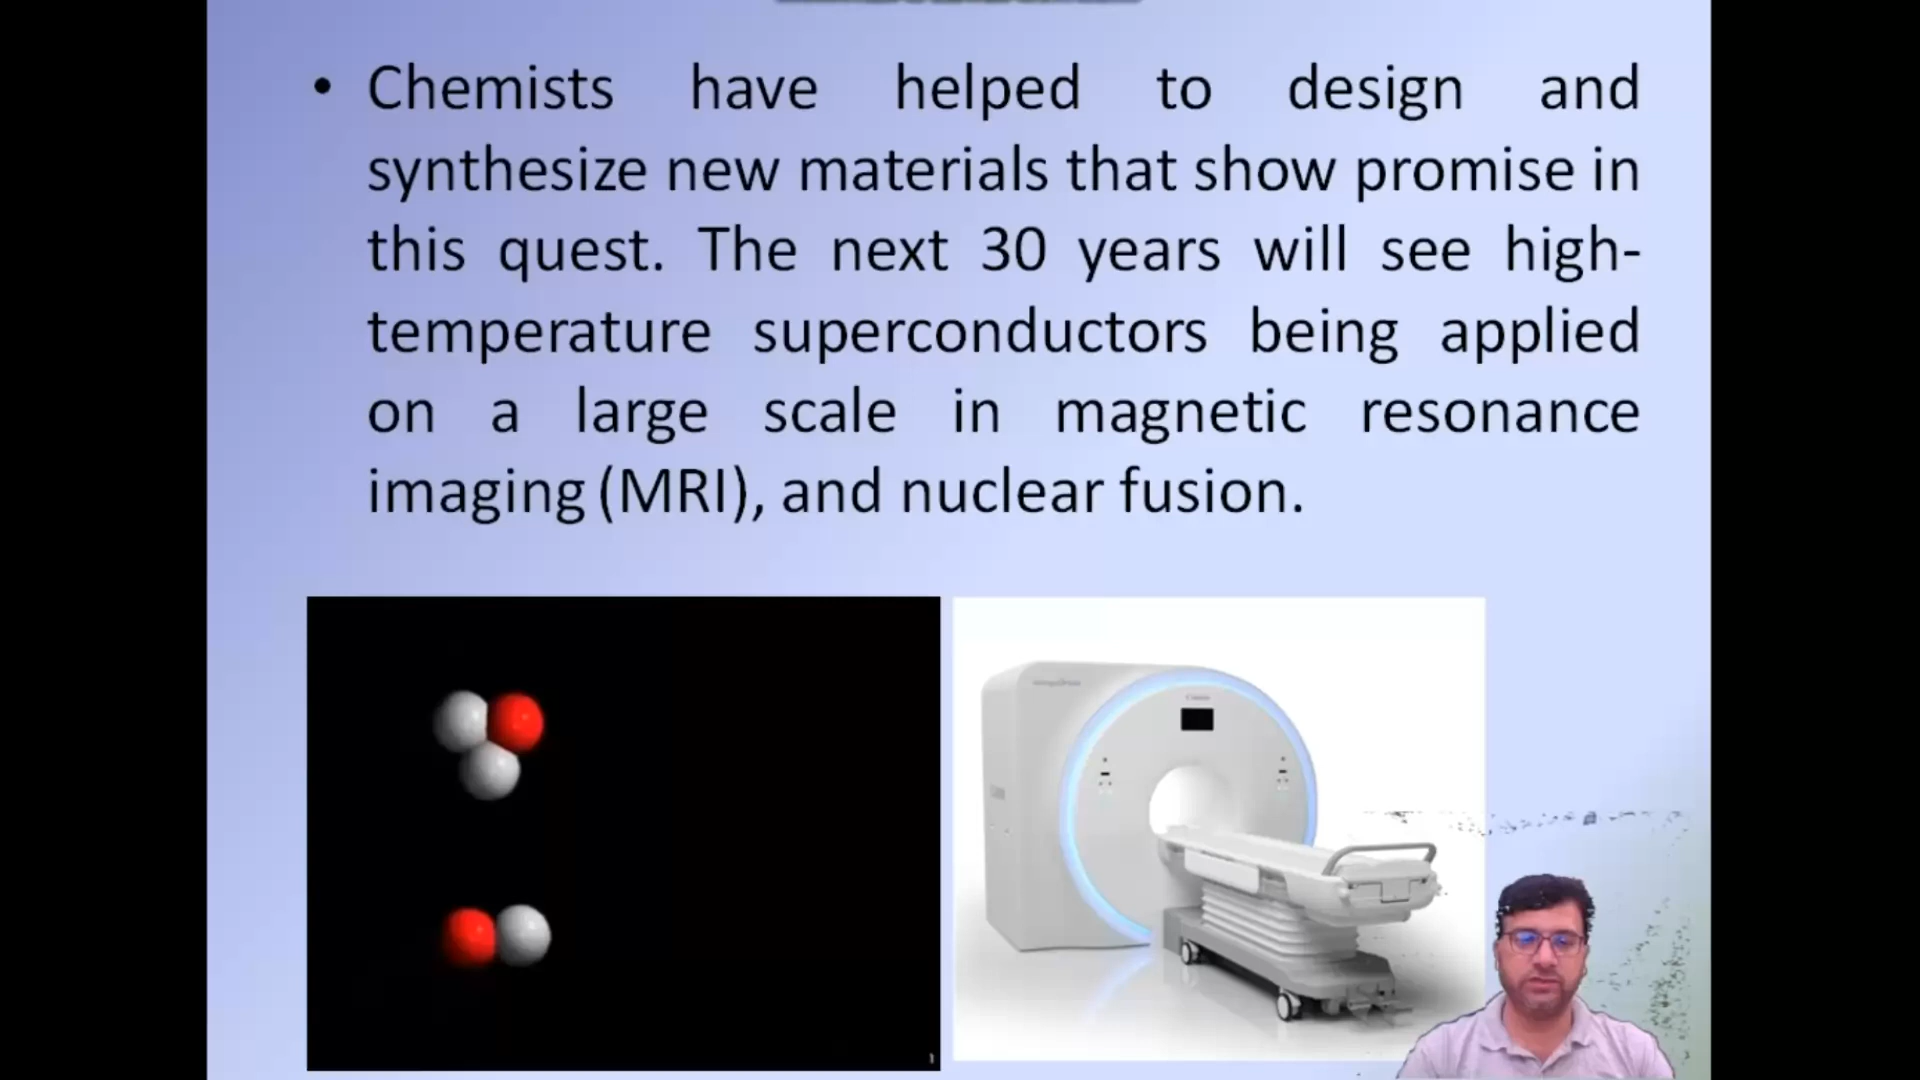 • Chemists have helped to design and
synthesize new materials that show promise in
this quest. The next 30 years will see high-
temperature superconductors being applied
on a large scale in magnetic resonance
imaging (MRI), and nuclear fusion.